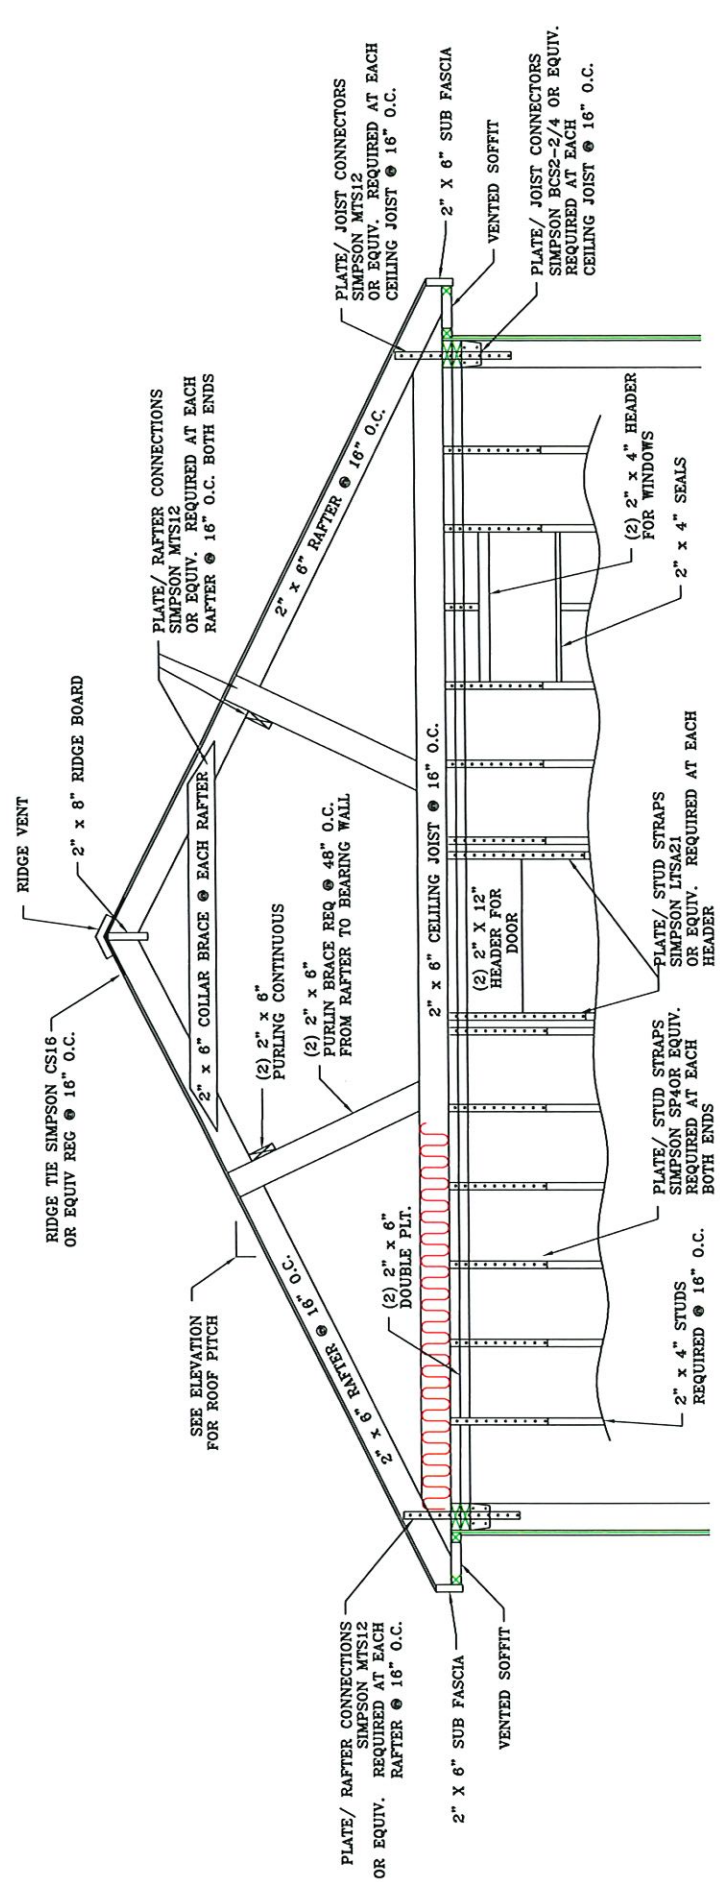 RIDGE VENT
2" x 8" RIDGE BOARD
RIDGE TIE SIMPSON CS16
OR EQUIV REG @ 16" O.C.
PLATE/ RAFTER CONNECTIONS
SIMPSON MTS12
OR EQUIV. REQUIRED AT EACH
RAFTER @ 16" O.C. BOTH ENDS
SEE ELEVATION
FOR ROOF PITCH
2" x 6" COLLAR BRACE @ EACH RAFTER
(2) 2" x 6"
PURLING CONTINUOUS
(2) 2" x 6"
PURLIN BRACE REQ @ 48" O.C.
FROM RAFTER TO BEARING WALL
2" x 6" RAFTER @ 16" O.C.
2" x 6" RAFTER @ 16" O.C.
PLATE/ JOIST CONNECTORS
SIMPSON MTS12
OR EQUIV. REQUIRED AT EACH
CEILING JOIST @ 16" O.C.
2" X 6" SUB FASCIA
VENTED SOFFIT
PLATE/ JOIST CONNECTORS
SIMPSON BCS2-2/4 OR EQUIV.
REQUIRED AT EACH
CEILING JOIST @ 16" O.C.
PLATE/ RAFTER CONNECTIONS
SIMPSON MTS12
OR EQUIV. REQUIRED AT EACH
RAFTER @ 16" O.C.
2" X 6" SUB FASCIA
VENTED SOFFIT
(2) 2" x 6"
DOUBLE PLT.
2" x 6" CELILING JOIST @ 16" O.C.
(2) 2" X 12"
HEADER FOR
DOOR
(2) 2" x 4" HEADER
FOR WINDOWS
2" x 4" SEALS
2" x 4" STUDS
REQUIRED @ 16" O.C.
PLATE/ STUD STRAPS
SIMPSON SP4OR EQUIV.
REQUIRED AT EACH
BOTH ENDS
PLATE/ STUD STRAPS
SIMPSON LTSA21
OR EQUIV. REQUIRED AT EACH
HEADER